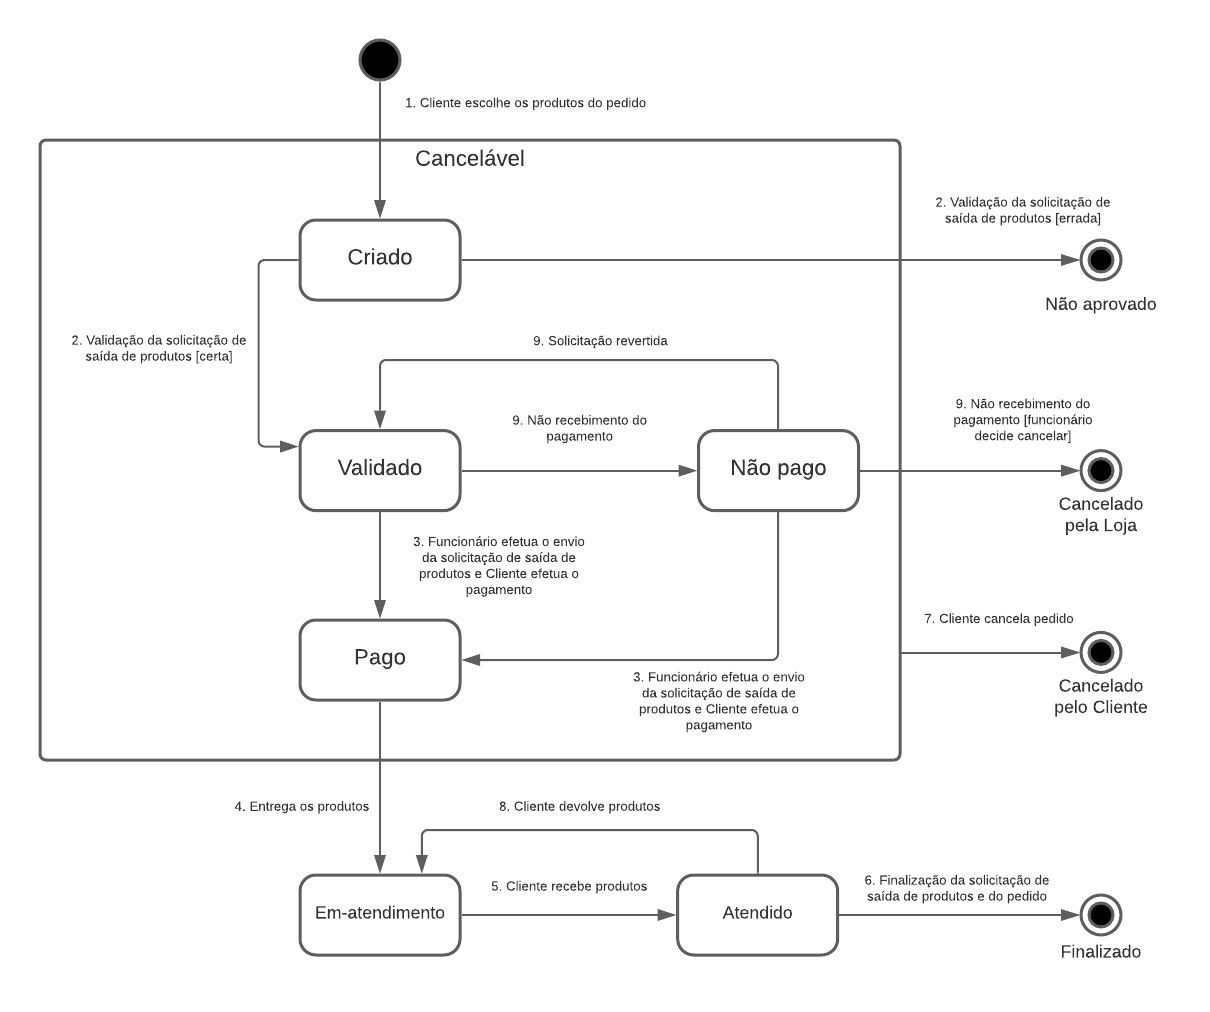 1. Cliente escolhe os produtos do pedido
Cancelável
2. Validação da solicitação de
saída de produtos [errada]
Criado
Não aprovado
2. Validação da solicitação de
saída de produtos [certa]
9. Solicitação revertida
9. Não recebimento do
pagamento
9. Não recebimento do
pagamento [funcionário
decide cancelar]
Validado
Não pago
Cancelado
pela Loja
3. Funcionário efetua o envio
da solicitação de saída de
produtos e Cliente efetua o
pagamento
7. Cliente cancela pedido
Pago
3. Funcionário efetua o envio
da solicitação de saída de
produtos e Cliente efetua o
pagamento
Cancelado
pelo Cliente
4. Entrega os produtos
8. Cliente devolve produtos
5. Cliente recebe produtos
6. Finalização da solicitação de
saída de produtos e do pedido
Em-atendimento
Atendido
Finalizado